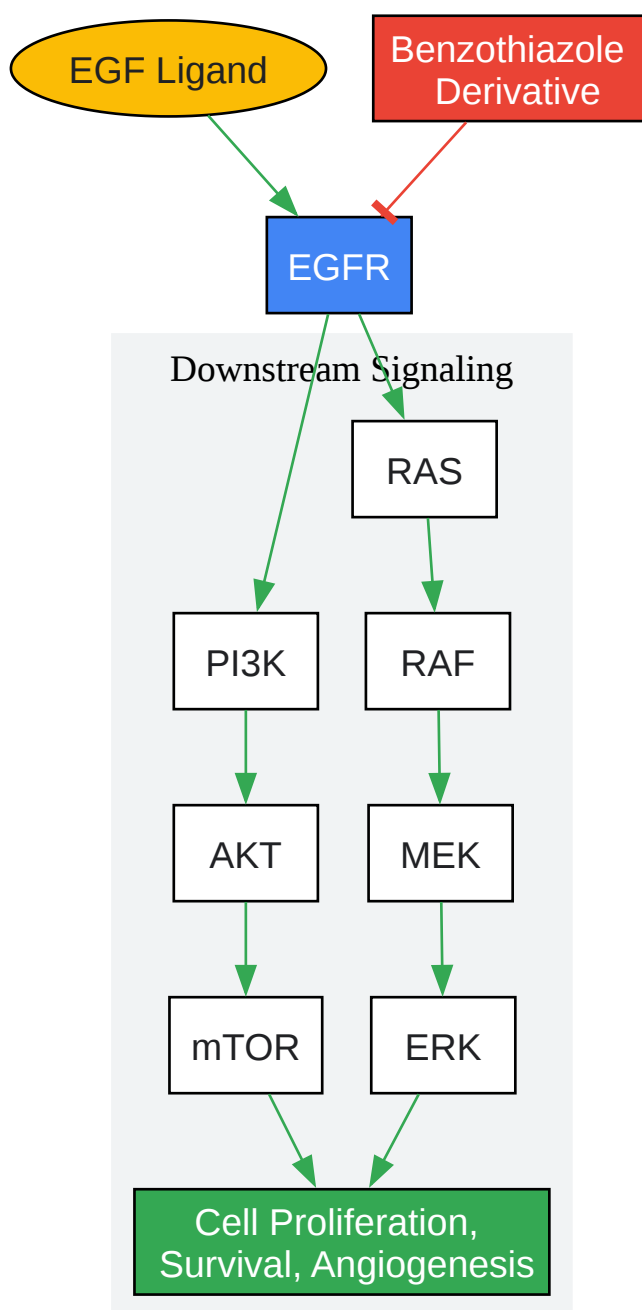 EGF Ligand
Benzothiazole
Derivative
EGFR
Downstream Signaling
RAS
PI3K
RAF
AKT
MEK
mTOR
ERK
Cell Proliferation,
Survival, Angiogenesis